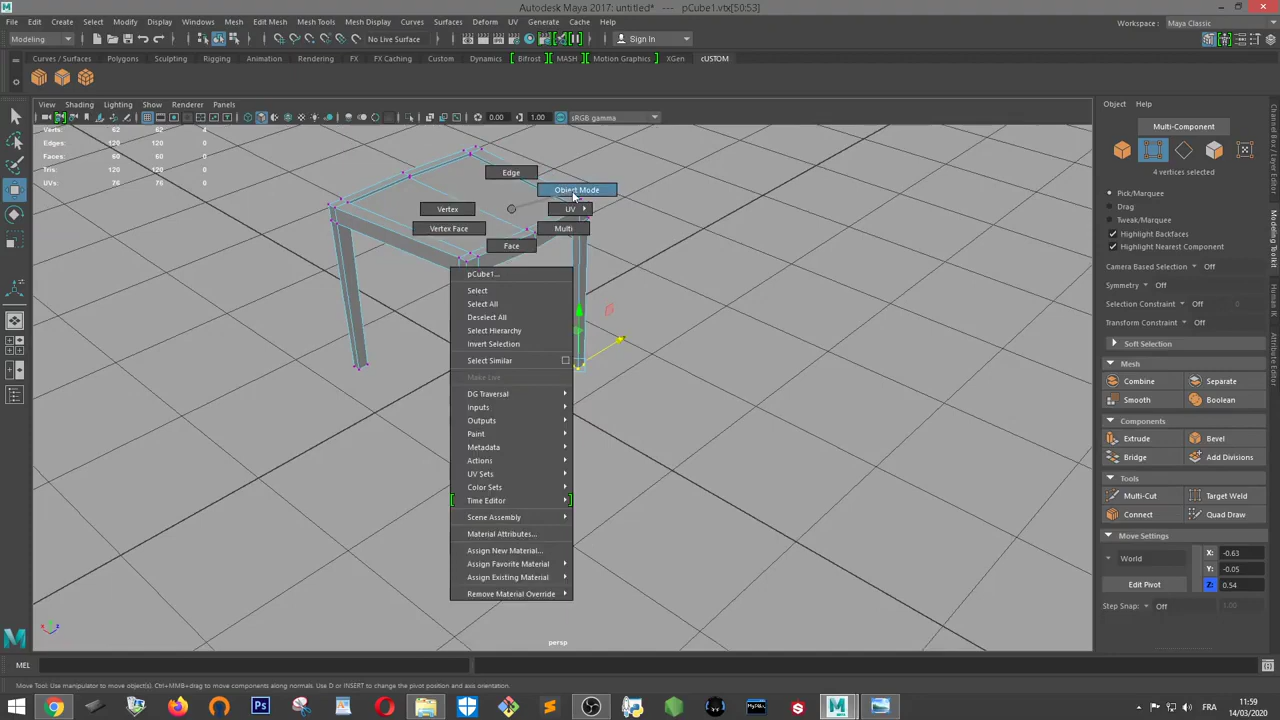 Autodesk Maya 2017: untitled*   ---   pCube1.vtx[50:53]
File Edit Create Select Modify Display Windows Mesh Edit Mesh Mesh Tools Mesh Display Curves Surfaces Deform UV Generate Cache Help
Workspace : Maya Classic
Modeling No Live Surface Sign In
Curves / Surfaces Polygons Sculpting Rigging Animation Rendering FX FX Caching Custom Dynamics Bifrost MASH Motion Graphics XGen cUSTOM
View Shading Lighting Show Renderer Panels
0.00 1.00 sRGB gamma
Verts: 62 62 4
Edges: 120 120 0
Faces: 60 60 0
Tris: 120 120 0
UVs: 76 76 0
Edge
Object Mode
Vertex UV
Vertex Face Multi
Face
pCube1...
Select
Select All
Deselect All
Select Hierarchy
Invert Selection
Select Similar
Make Live
DG Traversal
Inputs
Outputs
Paint
Metadata
Actions
UV Sets
Color Sets
Time Editor
Scene Assembly
Material Attributes...
Assign New Material...
Assign Favorite Material
Assign Existing Material
Remove Material Override
persp
Object Help
Multi-Component
4 vertices selected
Pick/Marquee
Drag
Tweak/Marquee
Highlight Backfaces
Highlight Nearest Component
Camera Based Selection Off
Symmetry Off
Selection Constraint Off 0
Transform Constraint Off
Soft Selection
Mesh
Combine Separate
Smooth Boolean
Components
Extrude Bevel
Bridge Add Divisions
Tools
Multi-Cut Target Weld
Connect Quad Draw
Move Settings
World X: -0.63
Y: -0.05
Edit Pivot Z: 0.54
Step Snap: Off 1.00
Channel Box / Layer Editor
Modeling Toolkit
Human IK
MEL
Move Tool: Use manipulator to move object(s). Ctrl+MMB+drag to move components along normals. Use D or INSERT to change the pivot position and axis orientation.
FRA
11:59
14/03/2020